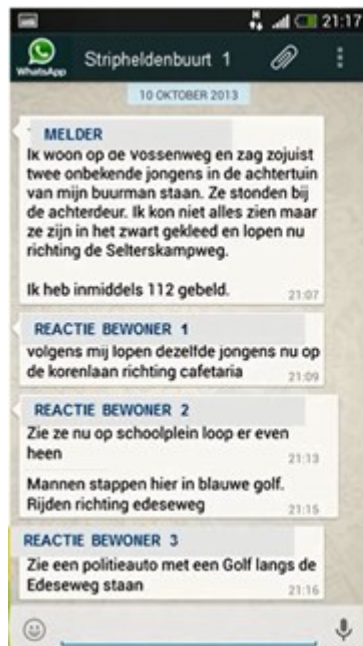 21:17
WhatsApp
Stripheldenbuurt 1
10 OKTOBER 2013
MELDER
Ik woon op de vossenweg en zag zojuist
twee onbekende jongens in de achtertuin
van mijn buurman staan. Ze stonden bij
de achterdeur. Ik kon niet alles zien maar
ze zijn in het zwart gekleed en lopen nu
richting de Selterskampweg.
Ik heb inmiddels 112 gebeld.
21:07
REACTIE BEWONER 1
volgens mij lopen dezelfde jongens nu op
de korenlaan richting cafetaria
21:09
REACTIE BEWONER 2
Zie ze nu op schoolplein loop er even
heen
21:13
Mannen stappen hier in blauwe golf.
Rijden richting edeseweg
21:15
REACTIE BEWONER 3
Zie een politieauto met een Golf langs de
Edeseweg staan
21:16